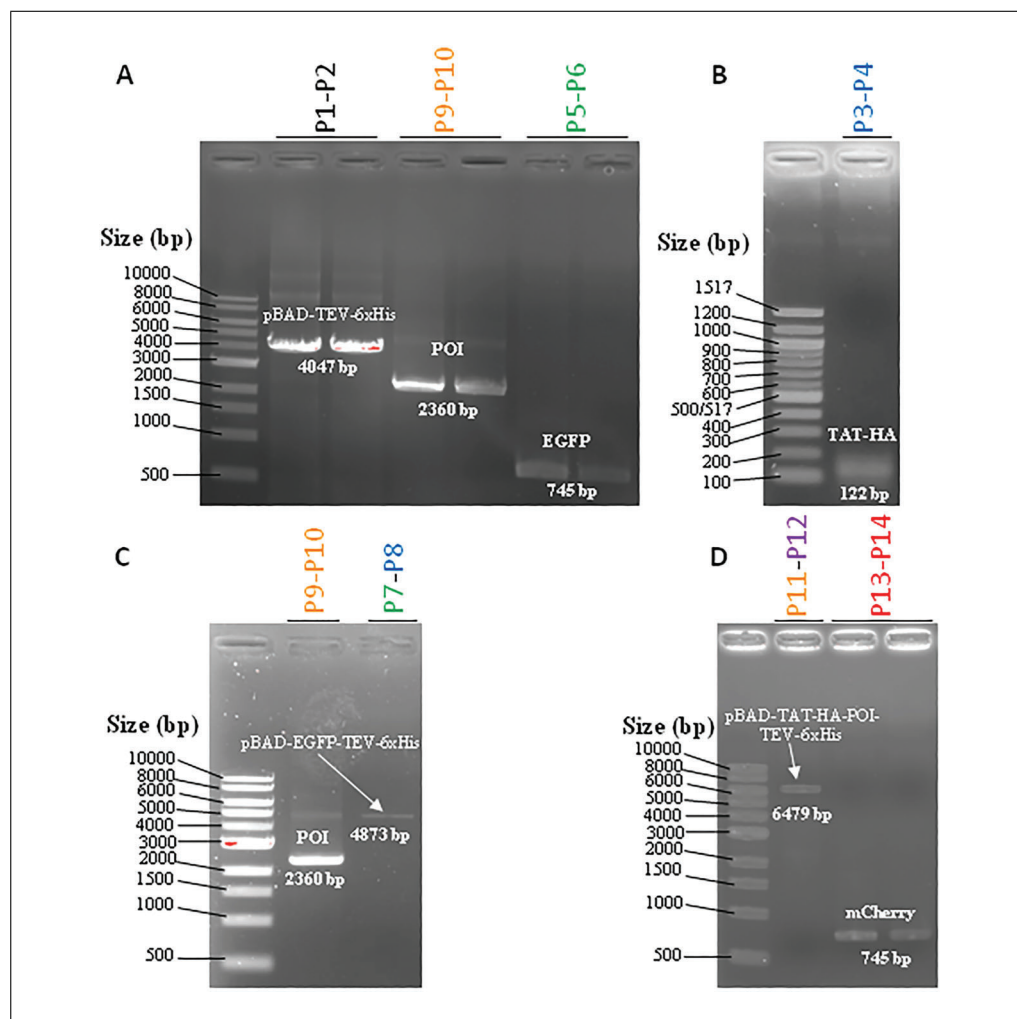 A
P1-P2
P9-P10
P5-P6
Size (bp)
10000
8000
6000
5000
4000
3000
2000
1500
1000
500
pBAD-TEV-6xHis
4047 bp
POI
2360 bp
EGFP
745 bp
B
P3-P4
Size (bp)
1517
1200
1000
900
800
700
600
500/517
400
300
200
100
TAT-HA
122 bp
C
P9-P10
P7-P8
Size (bp)
10000
8000
6000
5000
4000
3000
2000
1500
1000
500
pBAD-EGFP-TEV-6xHis
4873 bp
POI
2360 bp
D
P11-P12
P13-P14
Size (bp)
10000
8000
6000
5000
4000
3000
2000
1500
1000
500
pBAD-TAT-HA-POI-
TEV-6xHis
6479 bp
mCherry
745 bp